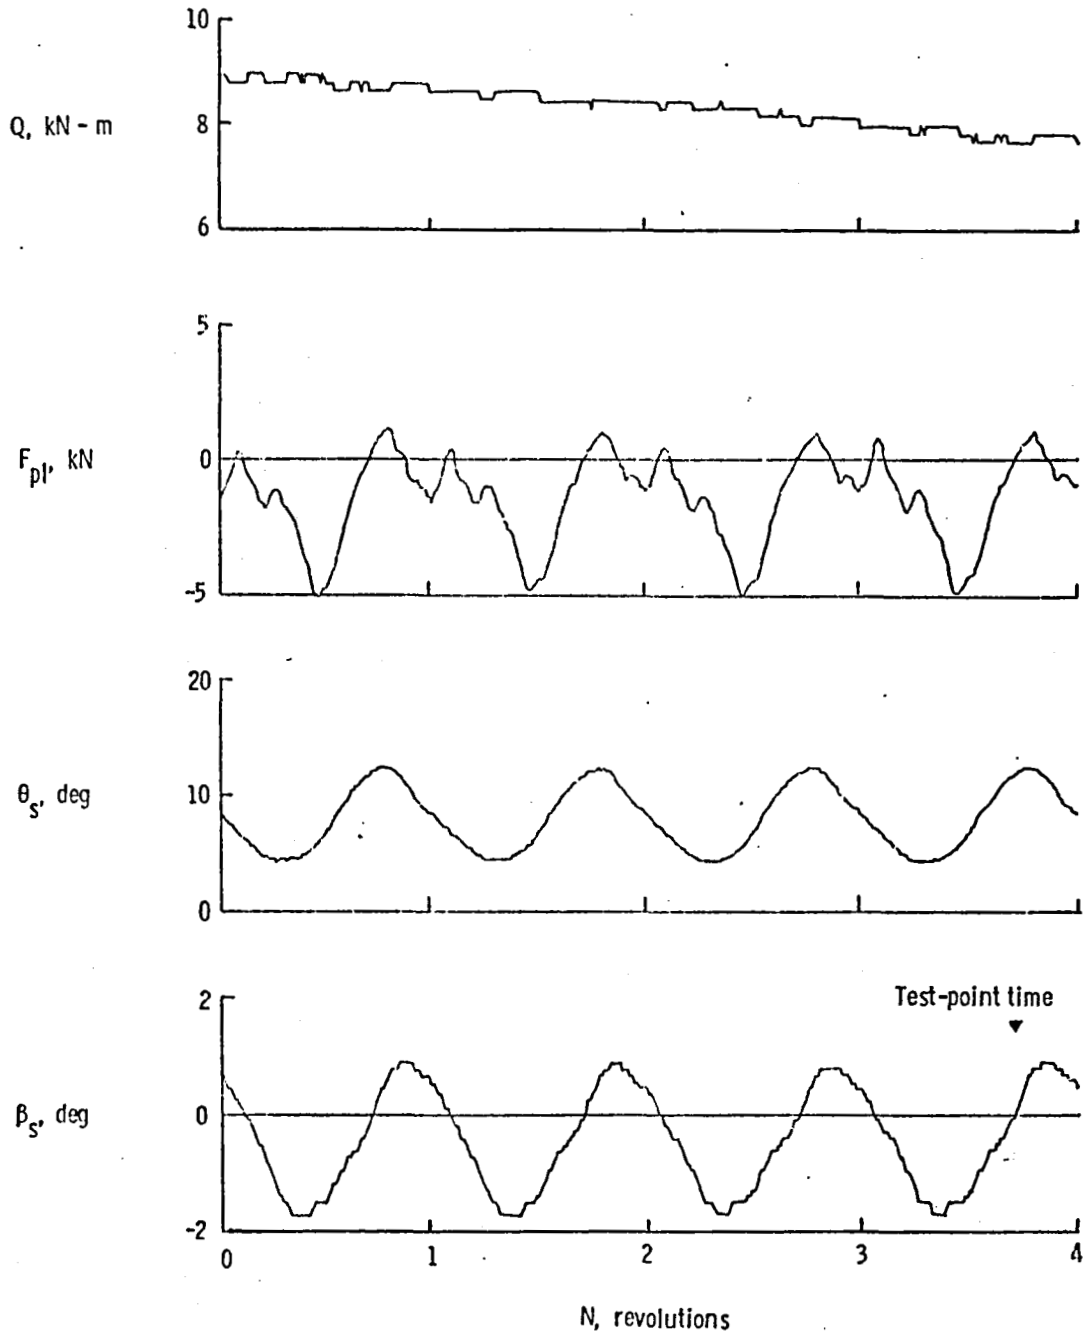 10
Q, kN - m
8
6
5
F_pl, kN
0
-5
20
θ_s, deg
10
0
2
Test-point time
β_s, deg
0
-2
0 1 2 3 4
N, revolutions